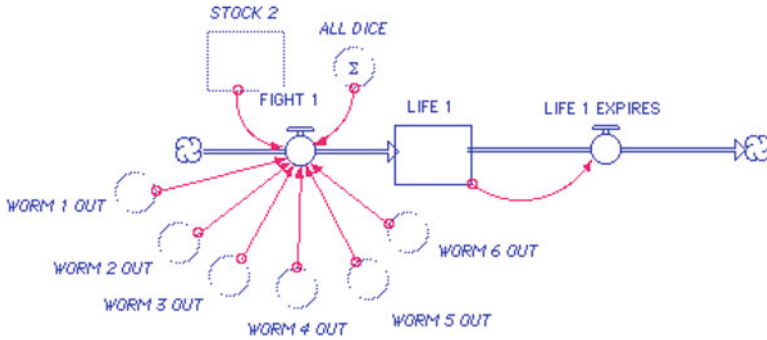 STOCK 2
ALL DICE
Σ
FIGHT 1
LIFE 1
LIFE 1 EXPIRES
WORM 1 OUT
WORM 2 OUT
WORM 3 OUT
WORM 4 OUT
WORM 5 OUT
WORM 6 OUT